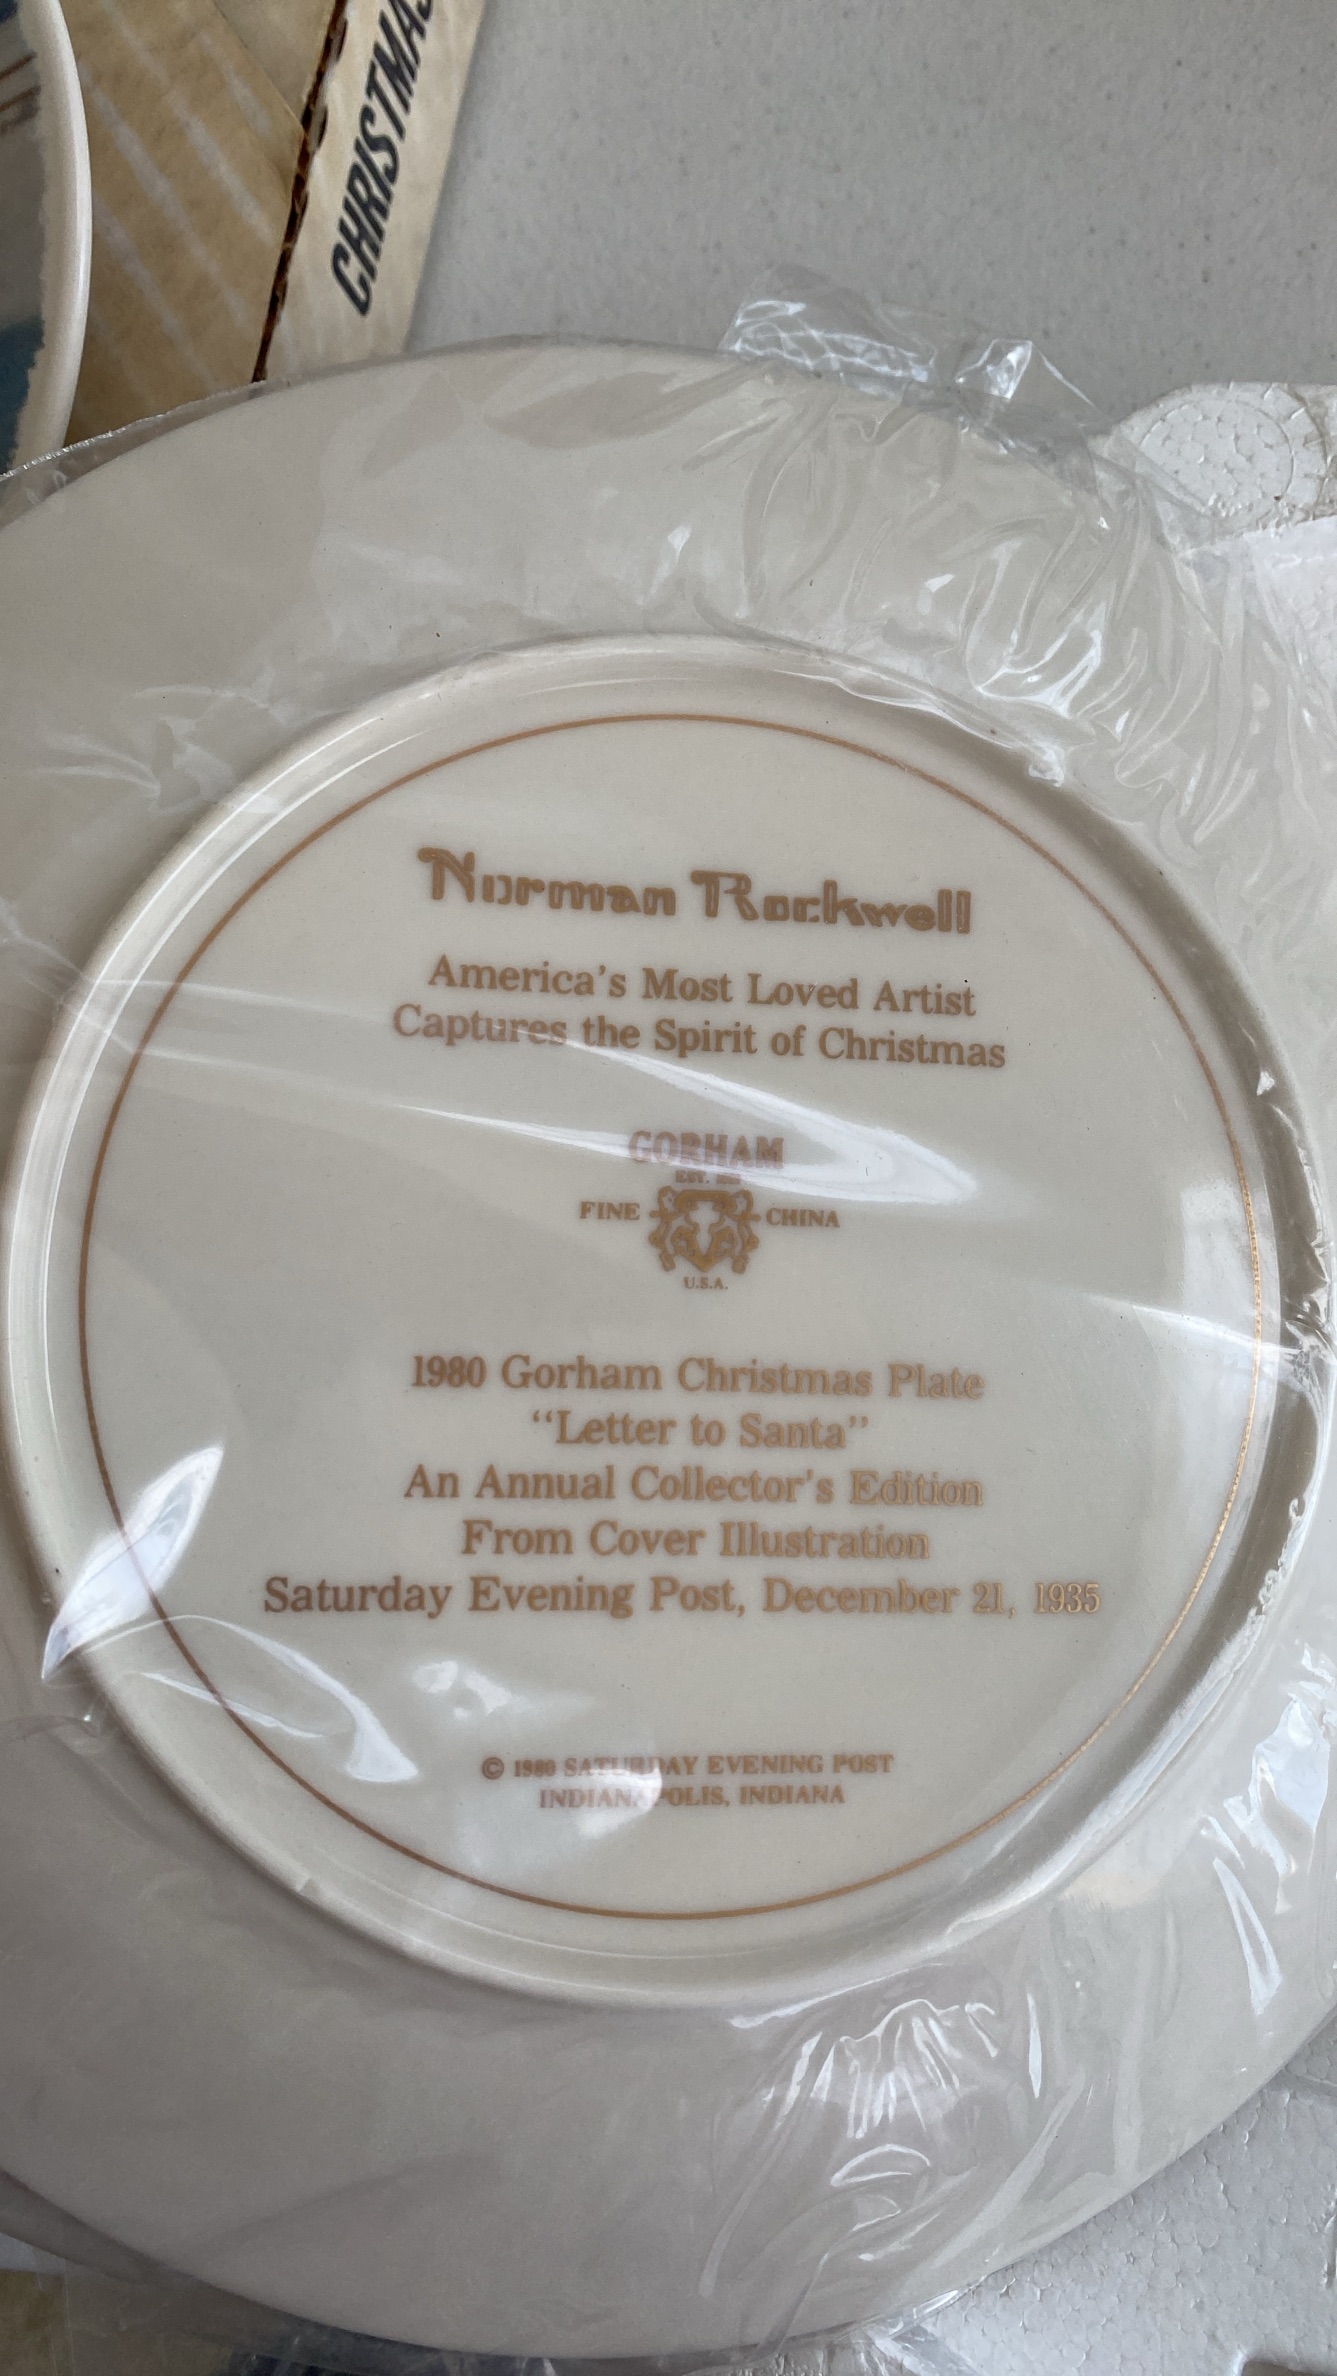 CHRISTMAS
Norman Rockwell
America's Most Loved Artist
Captures the Spirit of Christmas
GORHAM
EST.
FINE CHINA
U.S.A.
1980 Gorham Christmas Plate
“Letter to Santa”
An Annual Collector's Edition
From Cover Illustration
Saturday Evening Post, December 21, 1935
© 1980 SATURDAY EVENING POST
INDIANAPOLIS, INDIANA